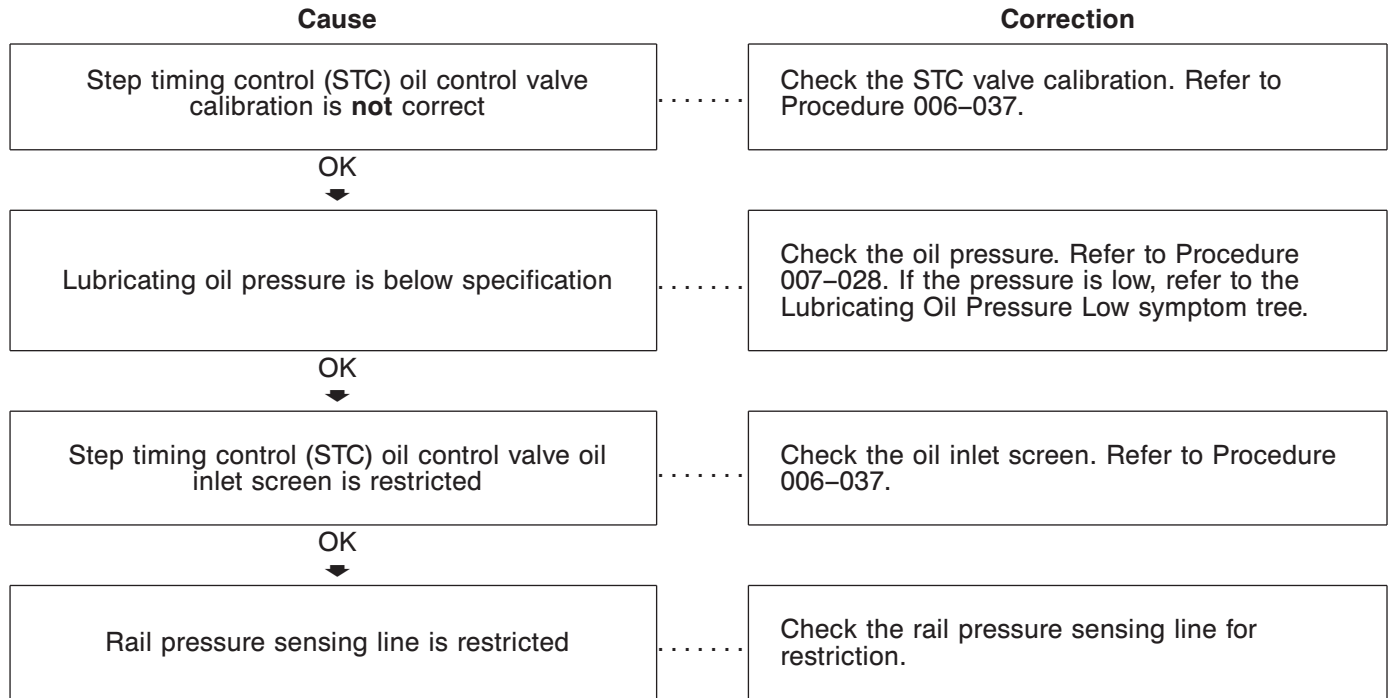 Cause
Correction
Step timing control (STC) oil control valve
calibration is not correct
. . . . . . .
Check the STC valve calibration. Refer to
Procedure 006–037.
OK
Lubricating oil pressure is below specification
. . . . . . .
Check the oil pressure. Refer to Procedure
007–028. If the pressure is low, refer to the
Lubricating Oil Pressure Low symptom tree.
OK
Step timing control (STC) oil control valve oil
inlet screen is restricted
. . . . . . .
Check the oil inlet screen. Refer to Procedure
006–037.
OK
Rail pressure sensing line is restricted
. . . . . . .
Check the rail pressure sensing line for
restriction.